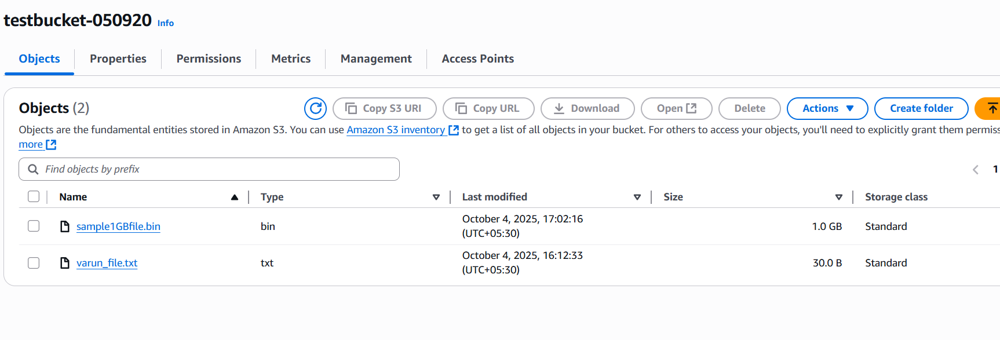 testbucket-050920 Info
Objects Properties Permissions Metrics Management Access Points
Objects (2) Copy S3 URI Copy URL Download Open Delete Actions Create folder
Objects are the fundamental entities stored in Amazon S3. You can use Amazon S3 inventory to get a list of all objects in your bucket. For others to access your objects, you'll need to explicitly grant them permiss
more
Find objects by prefix 1
Name Type Last modified Size Storage class
sample1GBfile.bin bin October 4, 2025, 17:02:16 (UTC+05:30) 1.0 GB Standard
varun_file.txt txt October 4, 2025, 16:12:33 (UTC+05:30) 30.0 B Standard